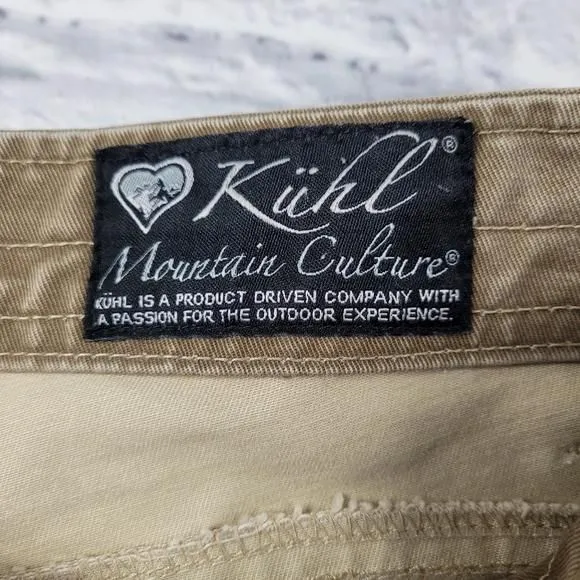 Kühl®
Mountain Culture®
KÜHL IS A PRODUCT DRIVEN COMPANY WITH
A PASSION FOR THE OUTDOOR EXPERIENCE.